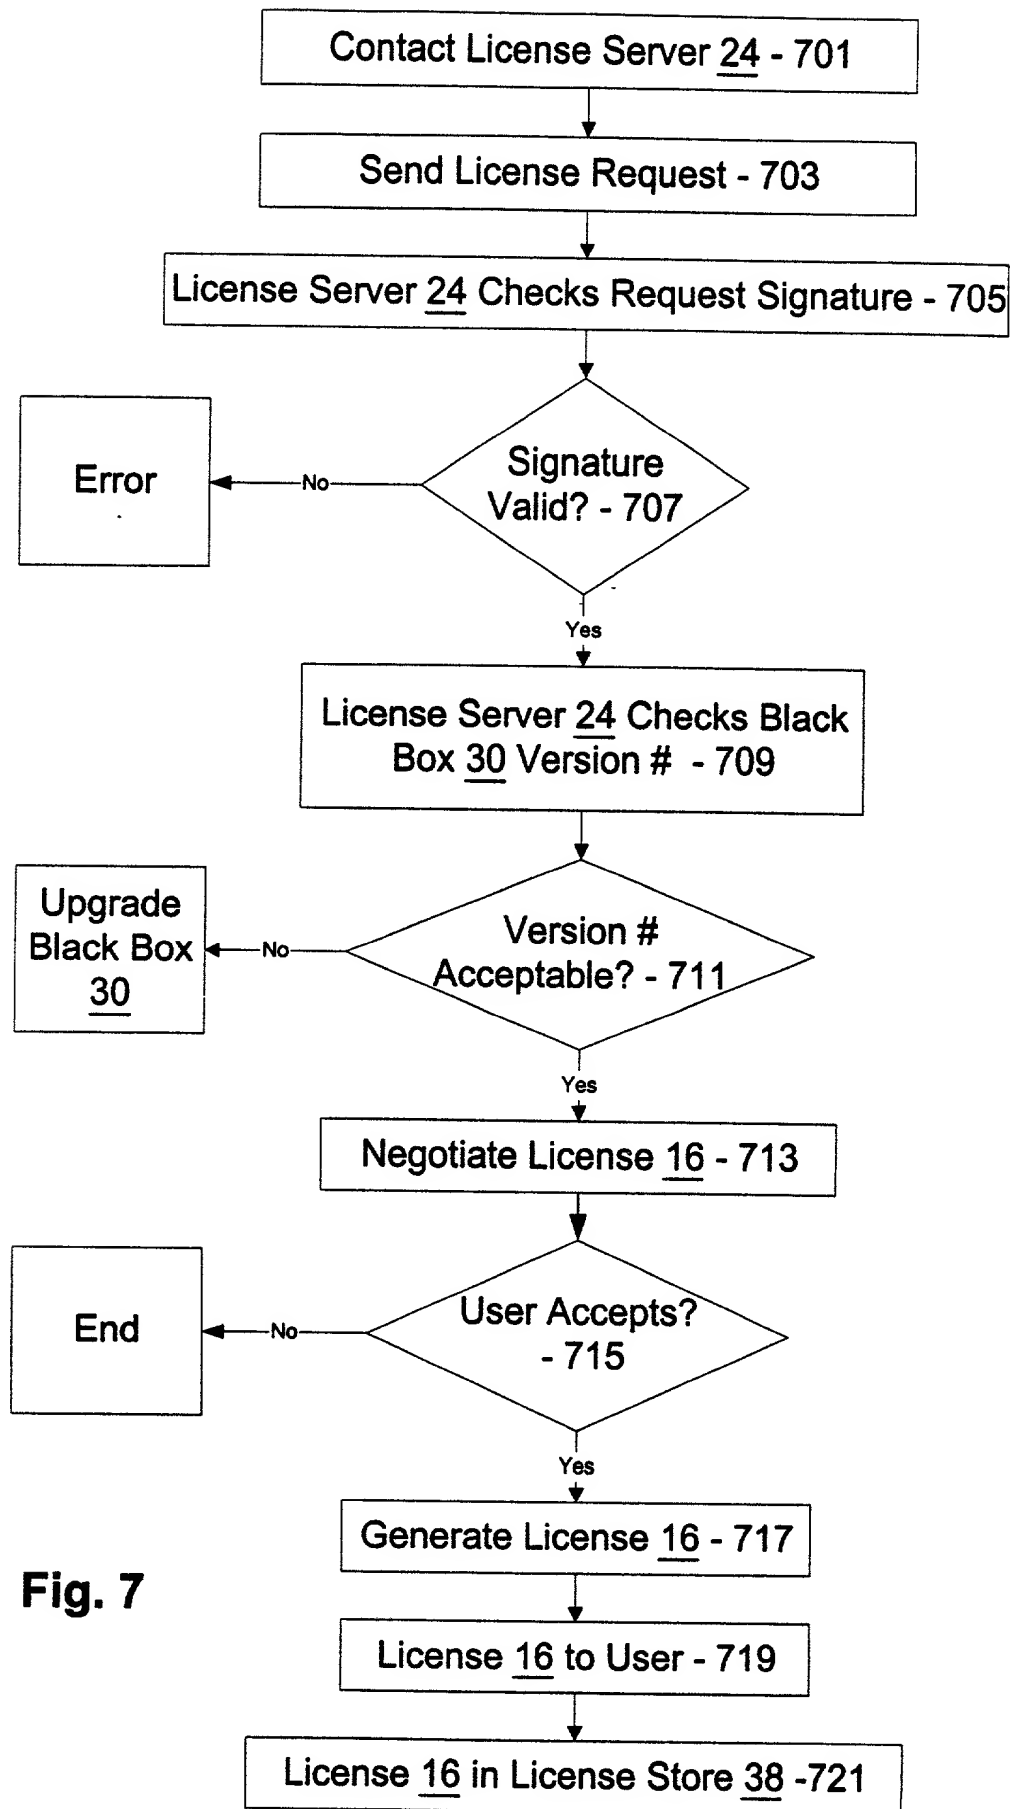 Contact License Server 24 - 701
Send License Request - 703
License Server 24 Checks Request Signature - 705
Signature
Valid? - 707
No
Error
Yes
License Server 24 Checks Black
Box 30 Version # - 709
Version #
Acceptable? - 711
No
Upgrade
Black Box
30
Yes
Negotiate License 16 - 713
User Accepts?
- 715
No
End
Yes
Generate License 16 - 717
Fig. 7
License 16 to User - 719
License 16 in License Store 38 -721